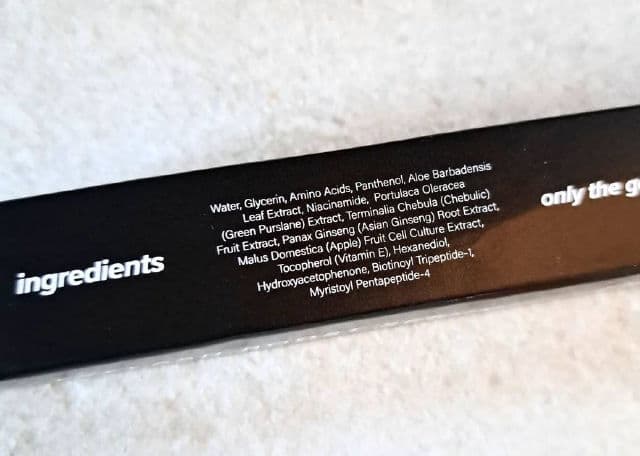 ingredients
Water, Glycerin, Amino Acids, Panthenol, Aloe Barbadensis
Leaf Extract, Niacinamide, Portulaca Oleracea
(Green Purslane) Extract, Terminalia Chebula (Chebulic)
Fruit Extract, Panax Ginseng (Asian Ginseng) Root Extract,
Malus Domestica (Apple) Fruit Cell Culture Extract,
Tocopherol (Vitamin E), Hexanediol,
Hydroxyacetophenone, Biotinoyl Tripeptide-1,
Myristoyl Pentapeptide-4
only the